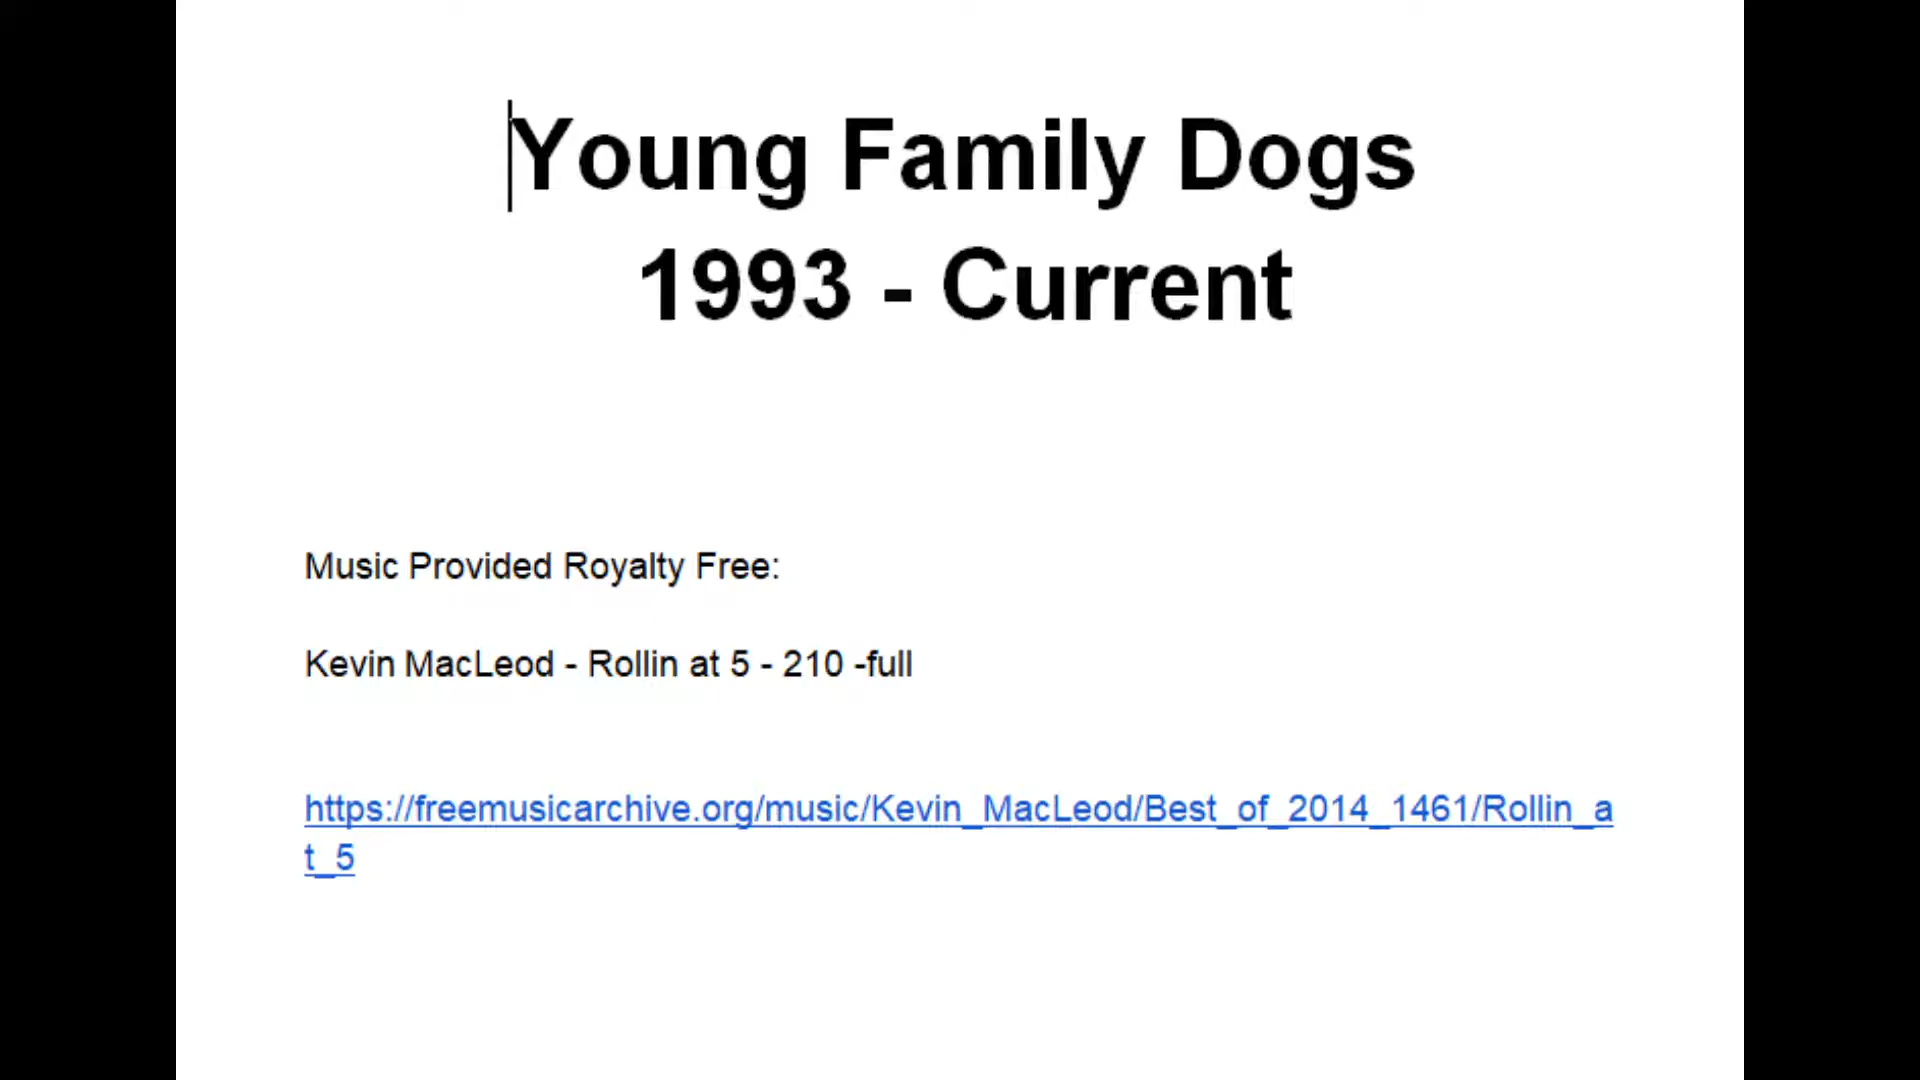 Young Family Dogs
1993 - Current
Music Provided Royalty Free:
Kevin MacLeod - Rollin at 5 - 210 -full
https://freemusicarchive.org/music/Kevin_MacLeod/Best_of_2014_1461/Rollin_a
t_5